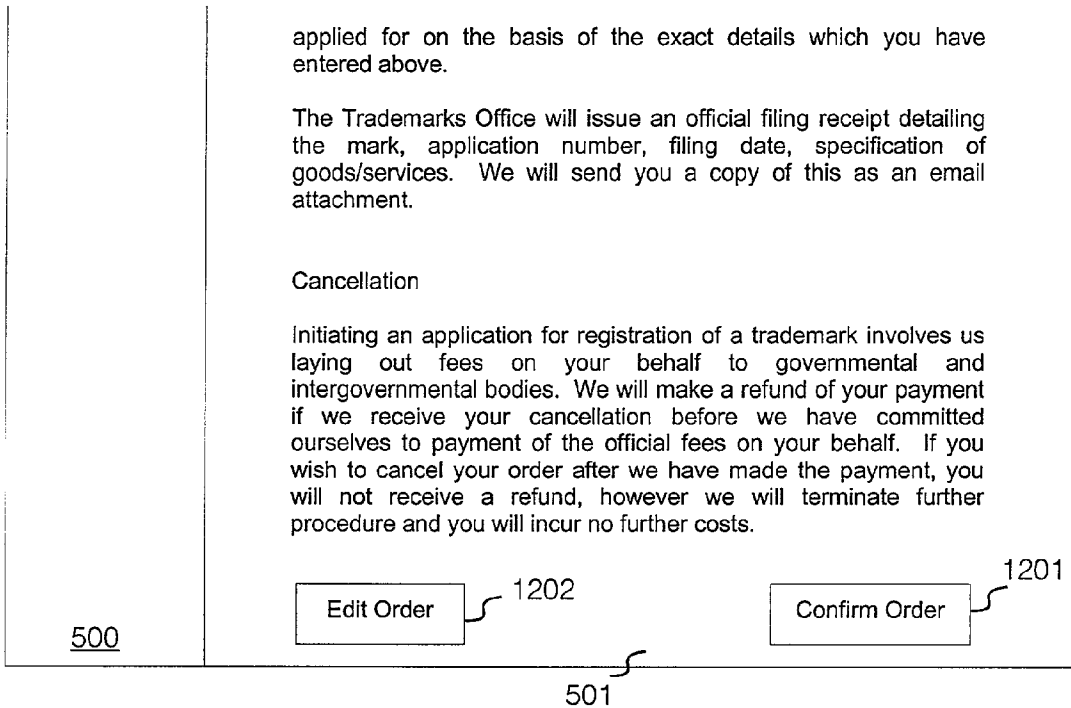 applied for on the basis of the exact details which you have
entered above.
The Trademarks Office will issue an official filing receipt detailing
the mark, application number, filing date, specification of
goods/services. We will send you a copy of this as an email
attachment.
Cancellation
Initiating an application for registration of a trademark involves us
laying out fees on your behalf to governmental and
intergovernmental bodies. We will make a refund of your payment
if we receive your cancellation before we have committed
ourselves to payment of the official fees on your behalf. If you
wish to cancel your order after we have made the payment, you
will not receive a refund, however we will terminate further
procedure and you will incur no further costs.
1201
1202
Edit Order
Confirm Order
500
501